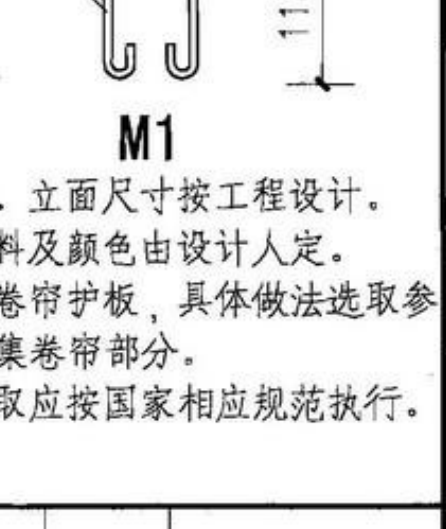 M1
立面尺寸按工程设计。
料及颜色由设计人定。
卷帘护板，具体做法选取参
集卷帘部分。
取应按国家相应规范执行。